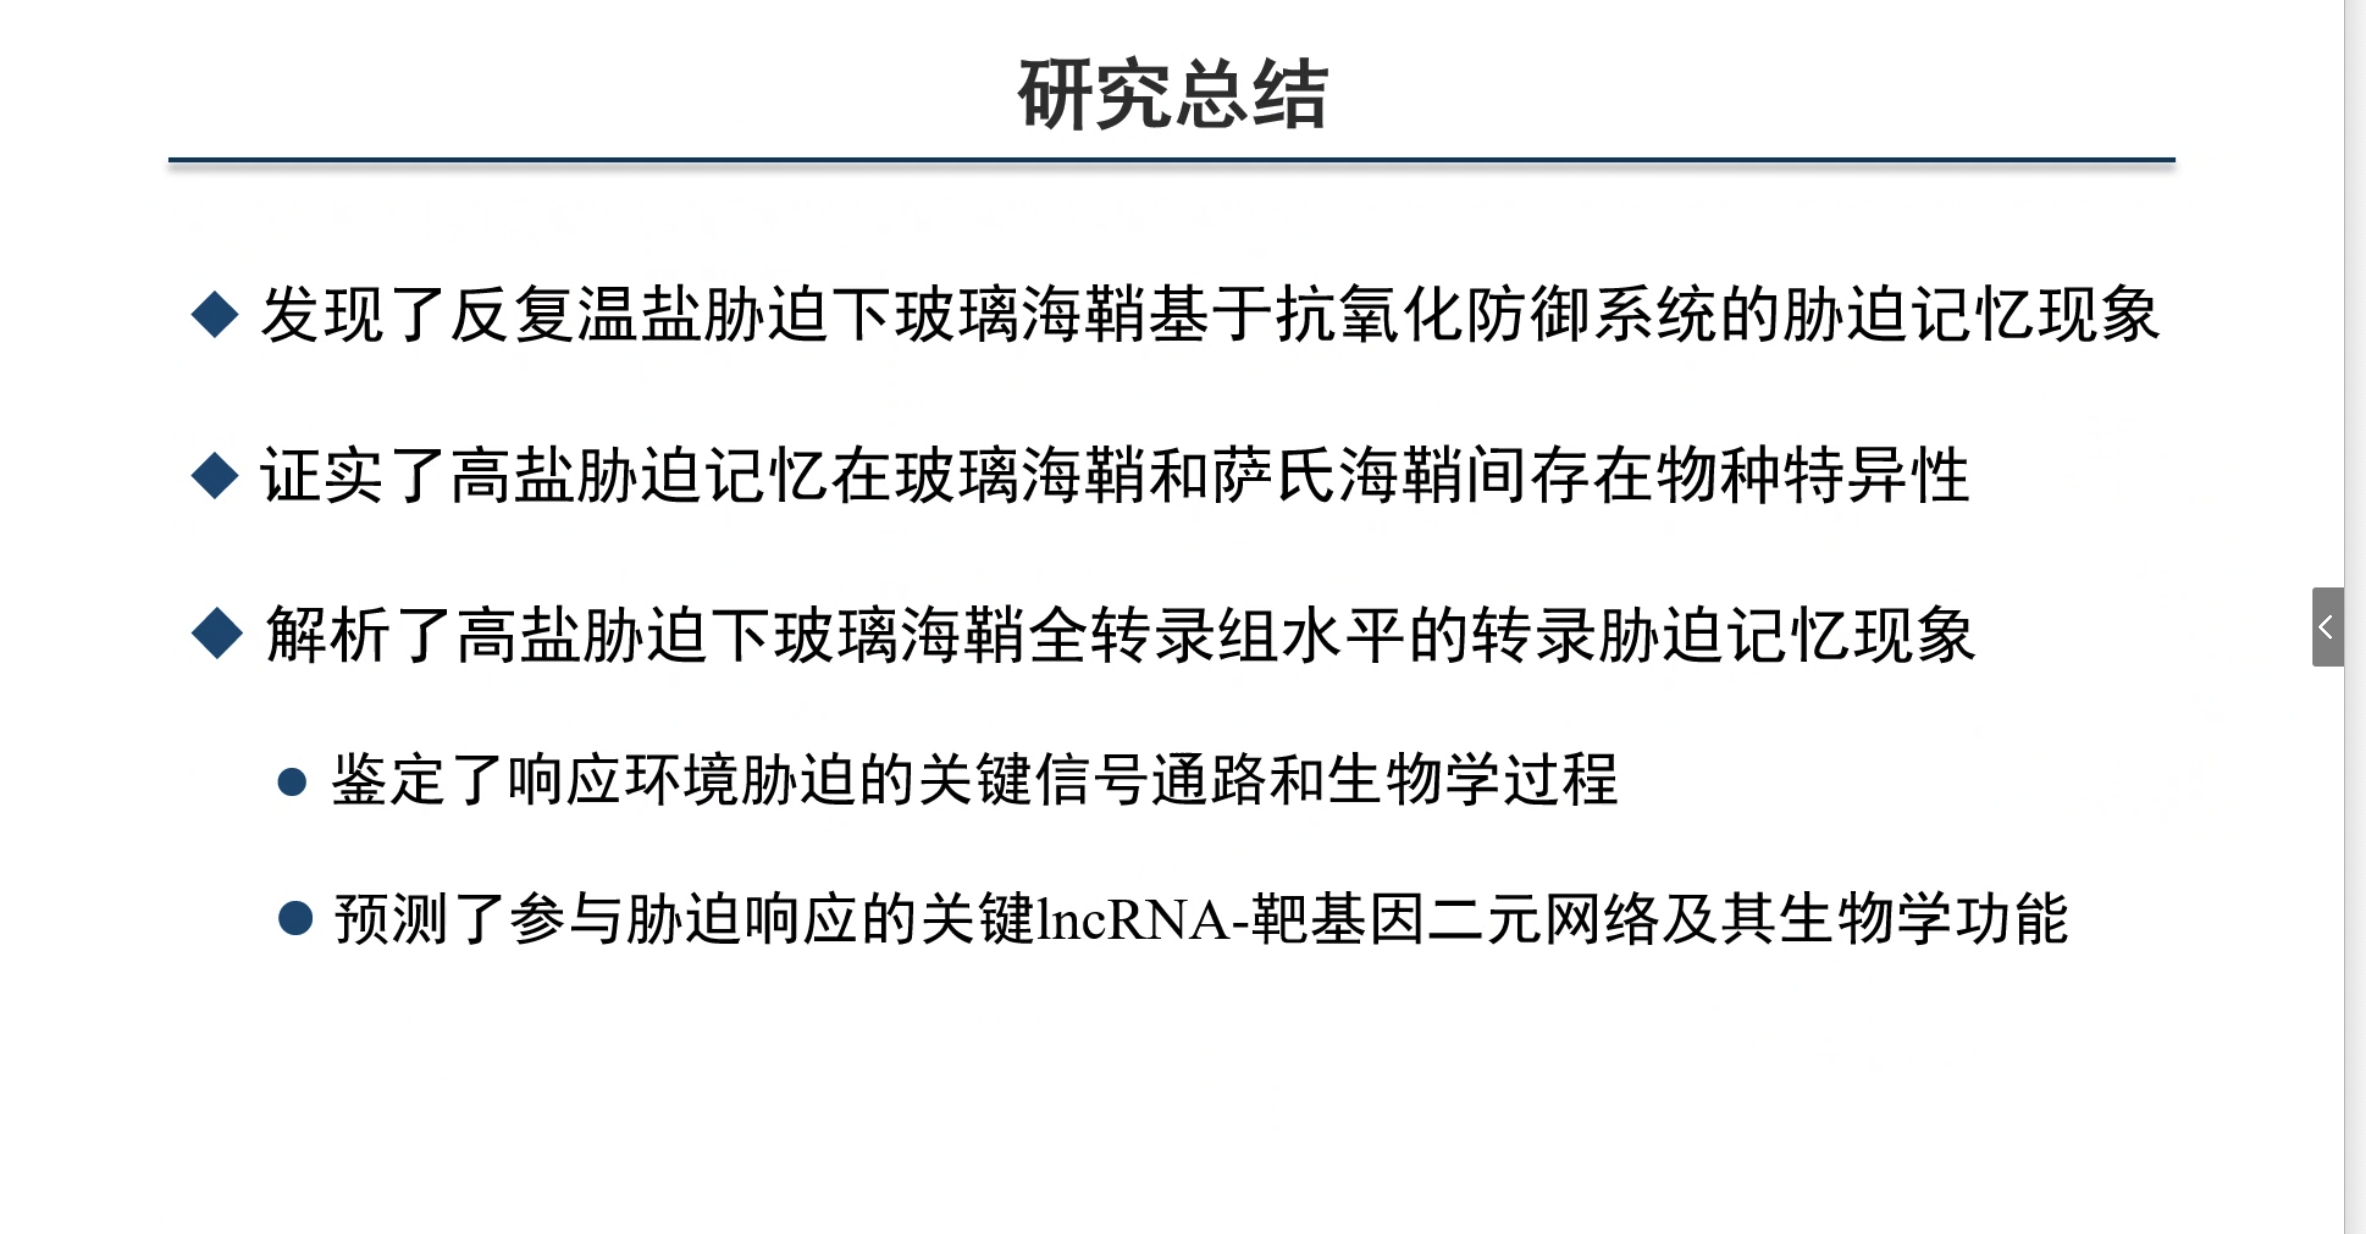 研究总结
发现了反复温盐胁迫下玻璃海鞘基于抗氧化防御系统的胁迫记忆现象
证实了高盐胁迫记忆在玻璃海鞘和萨氏海鞘间存在物种特异性
解析了高盐胁迫下玻璃海鞘全转录组水平的转录胁迫记忆现象
鉴定了响应环境胁迫的关键信号通路和生物学过程
预测了参与胁迫响应的关键lncRNA-靶基因二元网络及其生物学功能